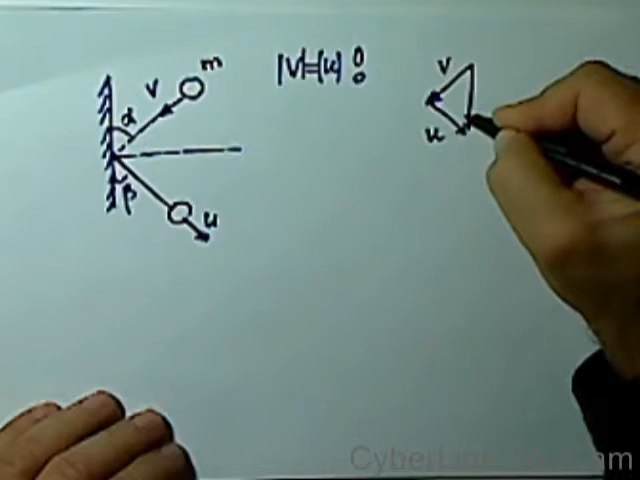 m
|v|=|u| !
v
v
α
u
β
u
CyberLink